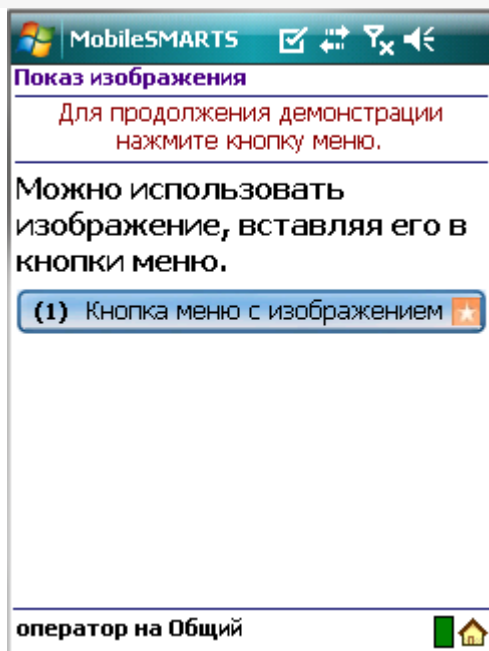 MobileSMARTS
Показ изображения
Для продолжения демонстрации
нажмите кнопку меню.
Можно использовать
изображение, вставляя его в
кнопки меню.
(1) Кнопка меню с изображением
оператор на Общий